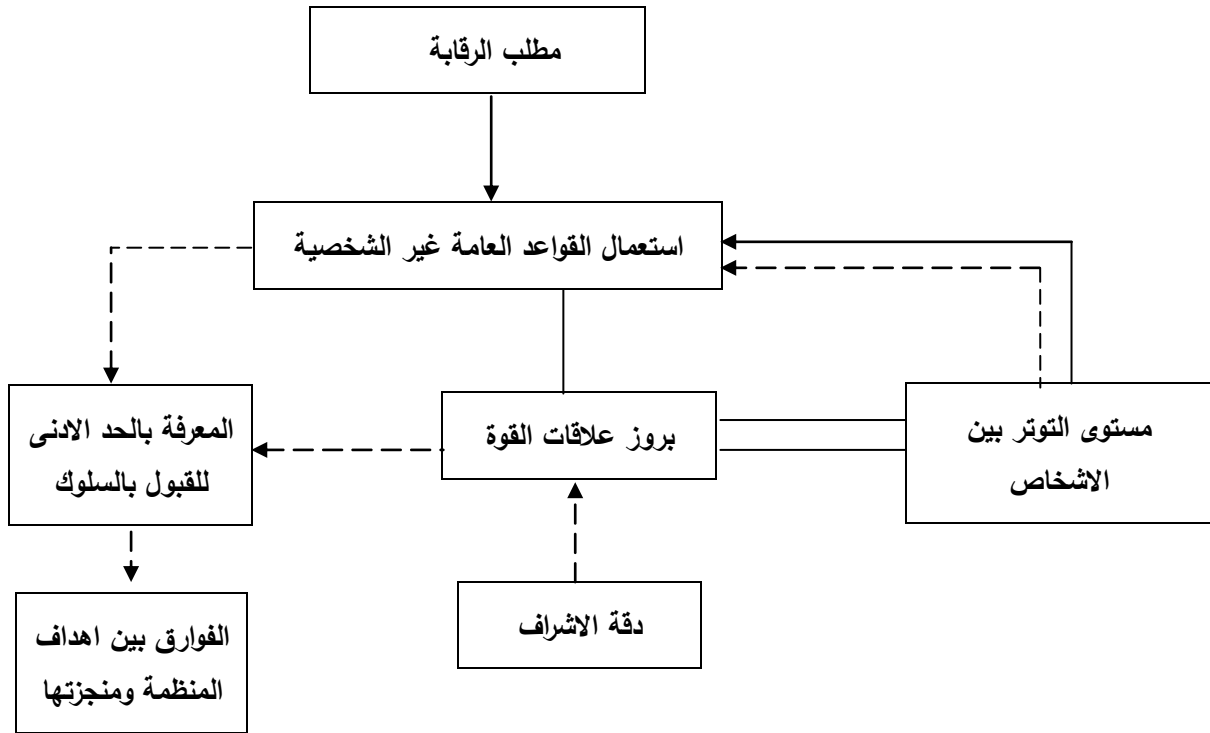 مطلب الرقابة
استعمال القواعد العامة غير الشخصية
مستوى التوتر بين
الاشخاص
بروز علاقات القوة
المعرفة بالحد الادنى
للقبول بالسلوك
دقة الاشراف
الفوارق بين اهداف
المنظمة ومنجزتها